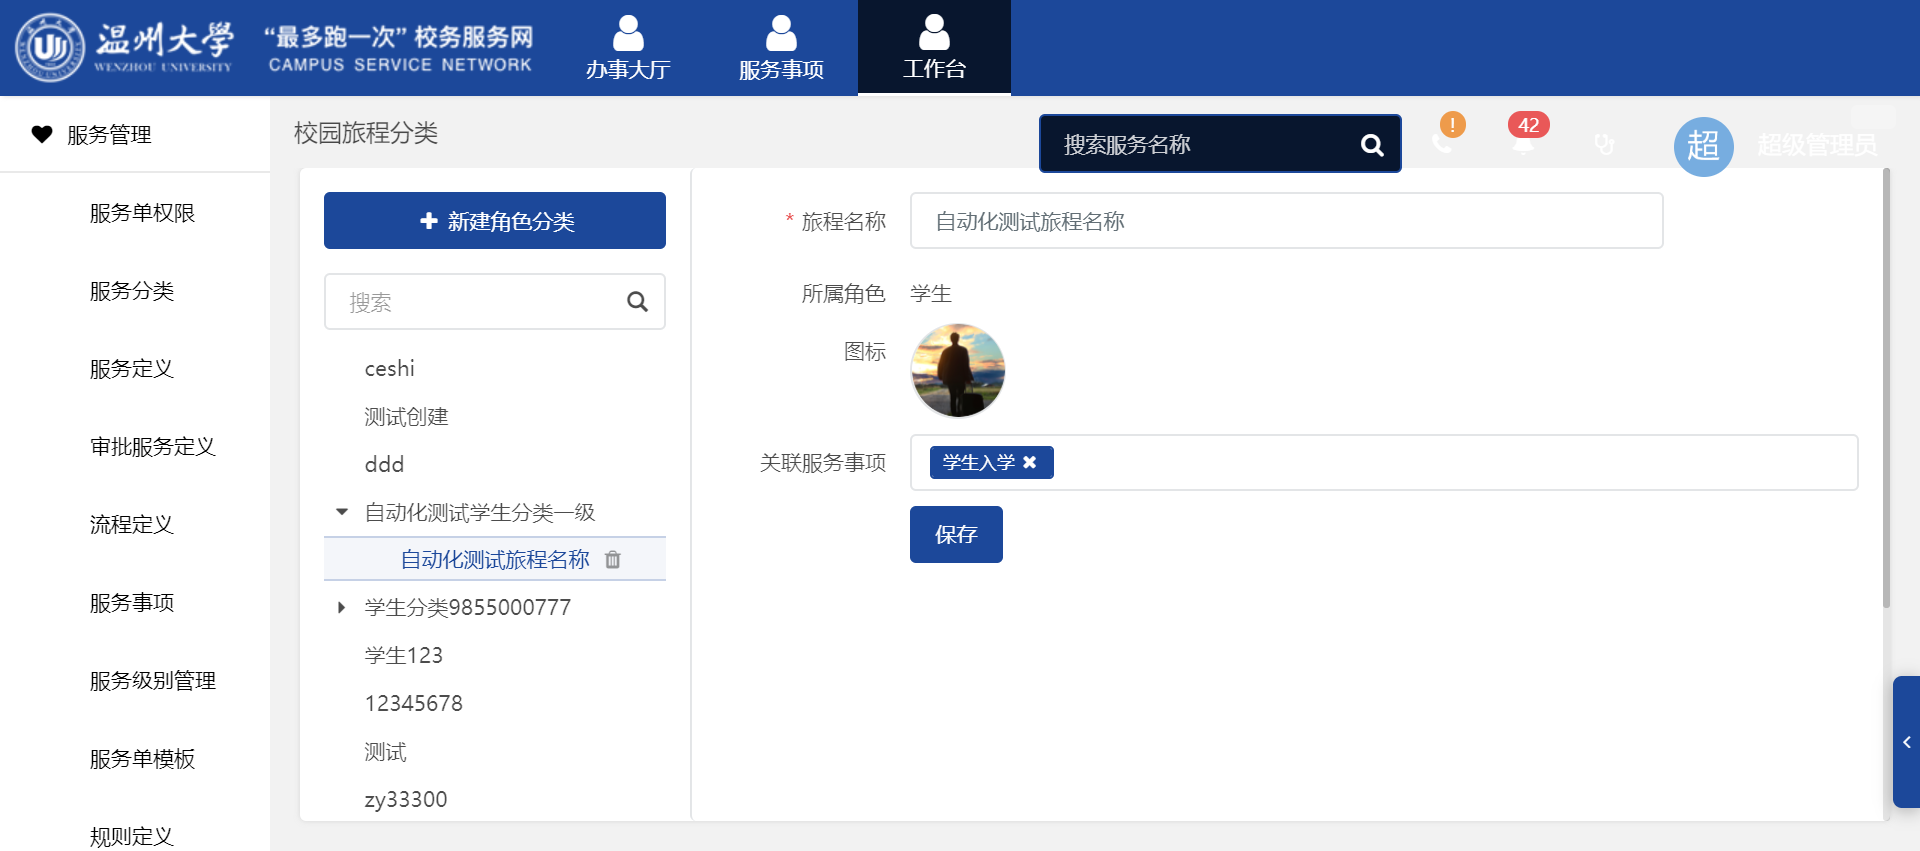 温州大学
WENZHOU UNIVERSITY
“最多跑一次” 校务服务网
CAMPUS SERVICE NETWORK
办事大厅
服务事项
工作台
服务管理
校园旅程分类
搜索服务名称
!
42
超
超级管理员
服务单权限
服务分类
服务定义
审批服务定义
流程定义
服务事项
服务级别管理
服务单模板
规则定义
新建角色分类
搜索
ceshi
测试创建
ddd
自动化测试学生分类一级
自动化测试旅程名称
学生分类9855000777
学生123
12345678
测试
zy33300
* 旅程名称 自动化测试旅程名称
所属角色 学生
图标
关联服务事项 学生入学
保存